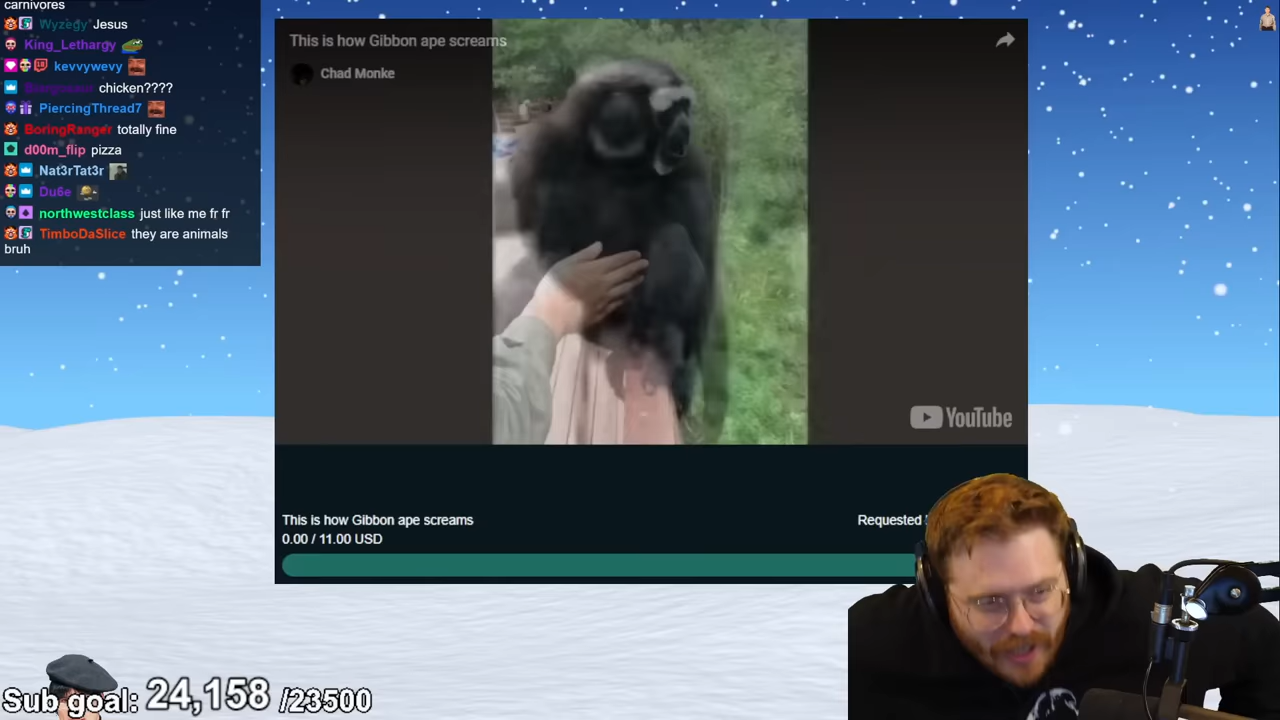 carnivores
Wyzegy Jesus
King_Lethargy
kevvywevy
chicken????
PiercingThread7
BoringRanger totally fine
d00m_flip pizza
Nat3rTat3r
Du6e
northwestclass just like me fr fr
TimboDaSlice they are animals
bruh
This is how Gibbon ape screams
Chad Monke
YouTube
This is how Gibbon ape screams
Requested
0.00 / 11.00 USD
Sub goal: 24,158 /23500